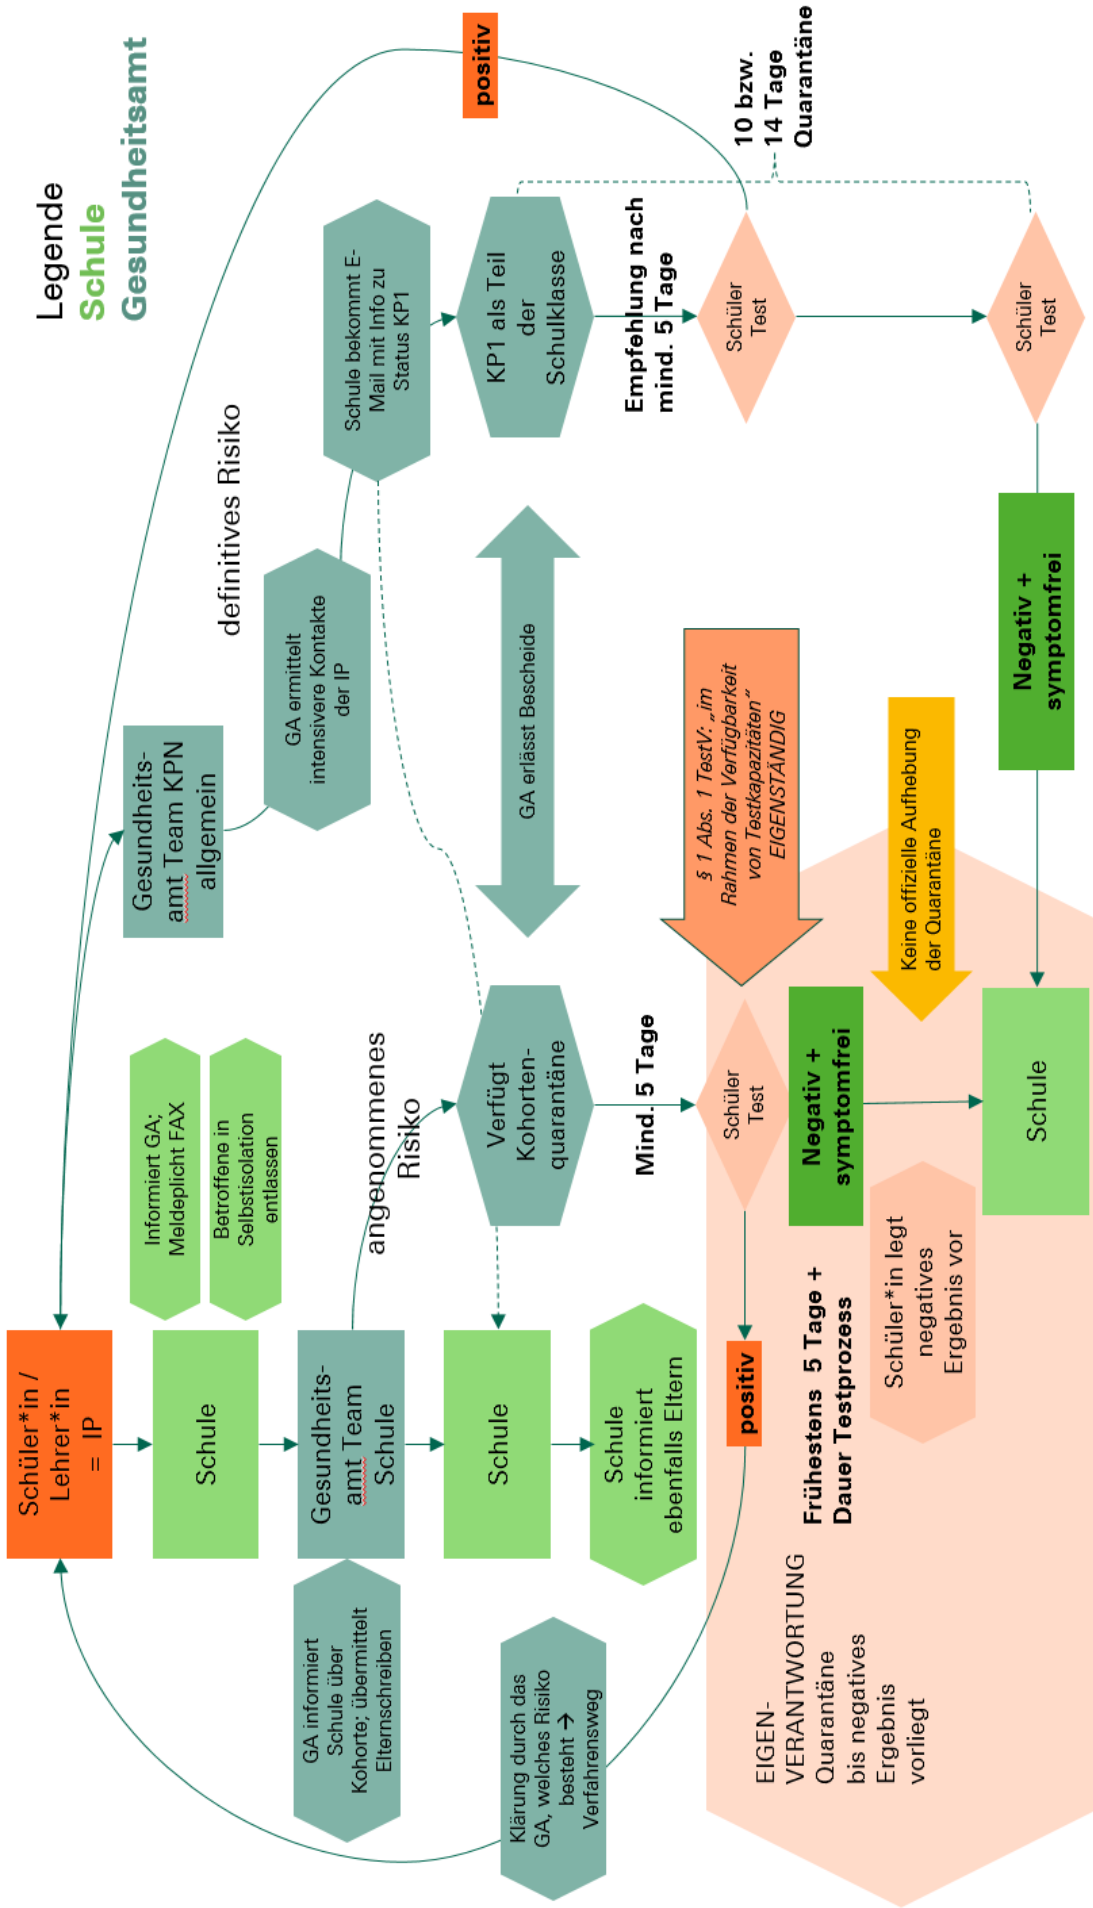 Legende
Schule
Gesundheitsamt
Schüler*in /
Lehrer*in
= IP
Schule
Informiert GA;
Meldeplicht FAX
Betroffene in
Selbstisolation
entlassen
Gesundheits-
amt Team
Schule
GA informiert
Schule über
Kohorte; übermittelt
Elternschreiben
Schule
Schule
informiert
ebenfalls Eltern
angenommenes
Risiko
Verfügt
Kohorten-
quarantäne
Mind. 5 Tage
Schüler
Test
positiv
Klärung durch das
GA, welches Risiko
besteht →
Verfahrensweg
EIGEN-
VERANTWORTUNG
Quarantäne
bis negatives
Ergebnis
vorliegt
Frühestens 5 Tage +
Dauer Testprozess
Negativ +
symptomfrei
Schüler*in legt
negatives
Ergebnis vor
Schule
Keine offizielle Aufhebung
der Quarantäne
§ 1 Abs. 1 TestV: „im
Rahmen der Verfügbarkeit
von Testkapazitäten“
EIGENSTÄNDIG
GA erlässt Bescheide
Gesundheits-
amt Team KPN
allgemein
definitives Risiko
GA ermittelt
intensivere Kontakte
der IP
Schule bekommt E-
Mail mit Info zu
Status KP1
KP1 als Teil
der
Schulklasse
Empfehlung nach
mind. 5 Tage
Schüler
Test
positiv
10 bzw.
14 Tage
Quarantäne
Schüler
Test
Negativ +
symptomfrei